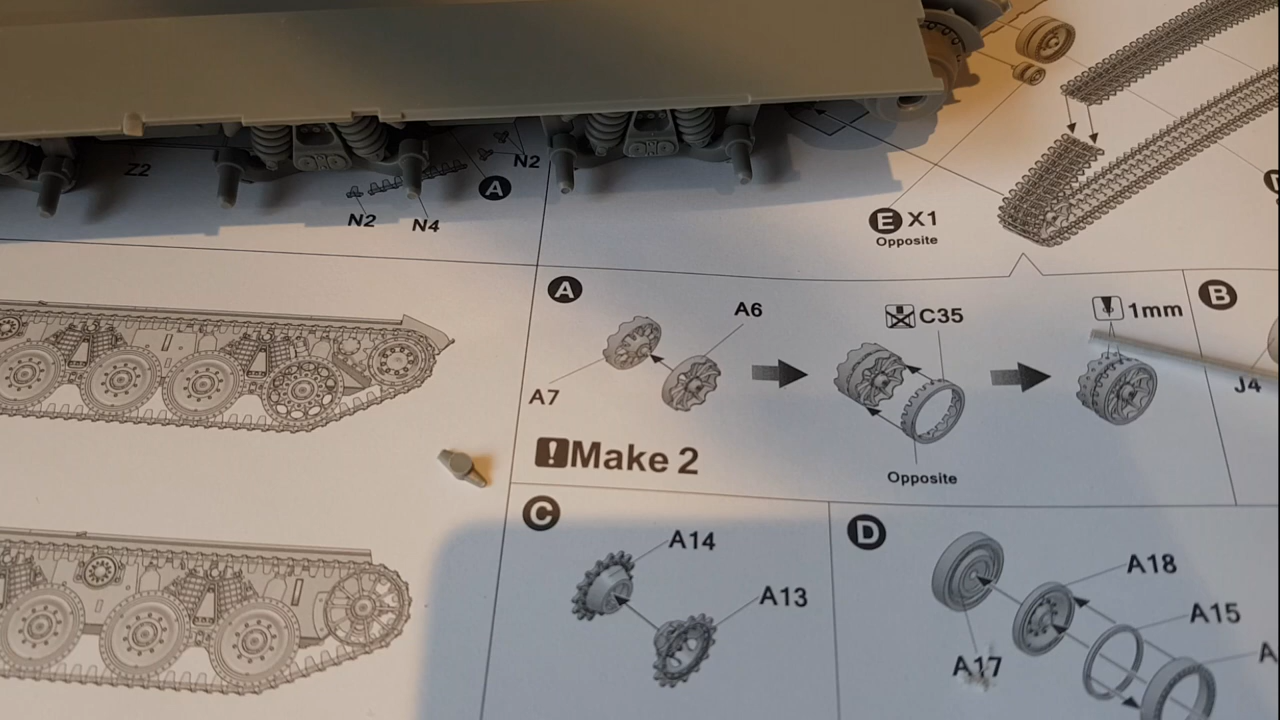 Z2
N2
A
N2
N4
E X1
Opposite
A
A6
A7
C35
Opposite
1mm
B
J4
!Make 2
C
A14
A13
D
A18
A15
A17